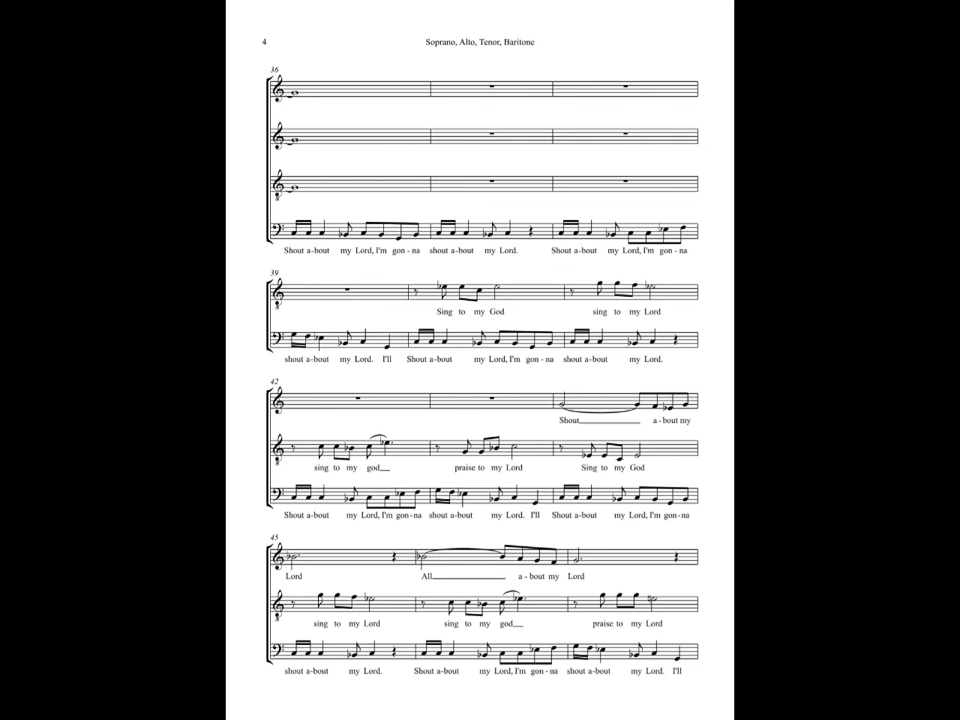 4
Soprano, Alto, Tenor, Baritone
36
8
Shout a-bout my Lord, I'm gon-na shout a-bout my Lord. Shout a-bout my Lord, I'm gon-na
39
8
Sing to my God sing to my Lord
shout a-bout my Lord. I'll Shout a-bout my Lord, I'm gon-na shout a-bout my Lord.
42
Shout a-bout my
8
sing to my god praise to my Lord Sing to my God
Shout a-bout my Lord, I'm gon-na shout a-bout my Lord. I'll Shout a-bout my Lord, I'm gon-na
45
Lord All a-bout my Lord
8
sing to my Lord sing to my god praise to my Lord
shout a-bout my Lord. Shout a-bout my Lord, I'm gon-na shout a-bout my Lord. I'll